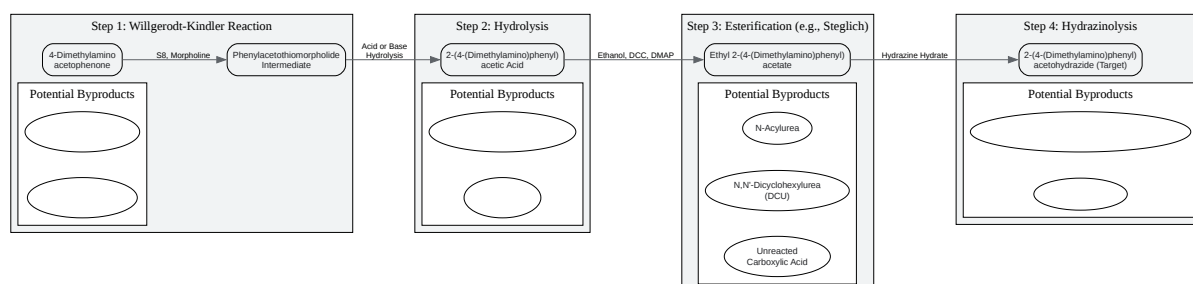 Step 1: Willgerodt-Kindler Reaction
4-Dimethylamino
acetophenone
S8, Morpholine
Phenylacetothiomorpholide
Intermediate
Potential Byproducts
Acid or Base
Hydrolysis
Step 2: Hydrolysis
2-(4-(Dimethylamino)phenyl)
acetic Acid
Potential Byproducts
Ethanol, DCC, DMAP
Step 3: Esterification (e.g., Steglich)
Ethyl 2-(4-(Dimethylamino)phenyl)
acetate
Potential Byproducts
N-Acylurea
N,N'-Dicyclohexylurea
(DCU)
Unreacted
Carboxylic Acid
Hydrazine Hydrate
Step 4: Hydrazinolysis
2-(4-(Dimethylamino)phenyl)
acetohydrazide (Target)
Potential Byproducts